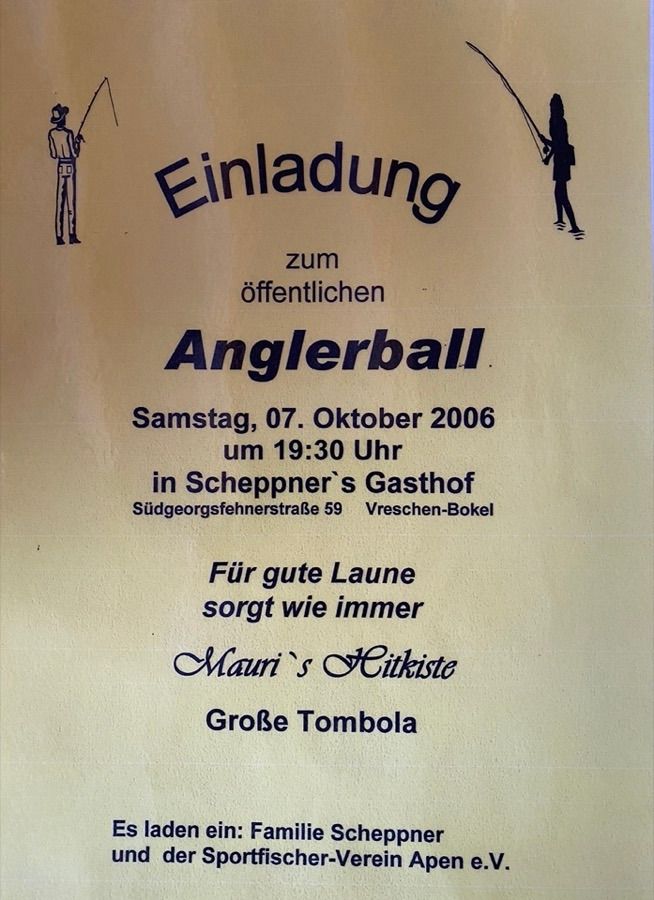 Einladung
zum
öffentlichen
Anglerball
Samstag, 07. Oktober 2006
um 19:30 Uhr
in Scheppner`s Gasthof
Südgeorgsfehnerstraße 59 Vreschen-Bokel
Für gute Laune
sorgt wie immer
Mauri`s Hitkiste
Große Tombola
Es laden ein: Familie Scheppner
und der Sportfischer-Verein Apen e.V.